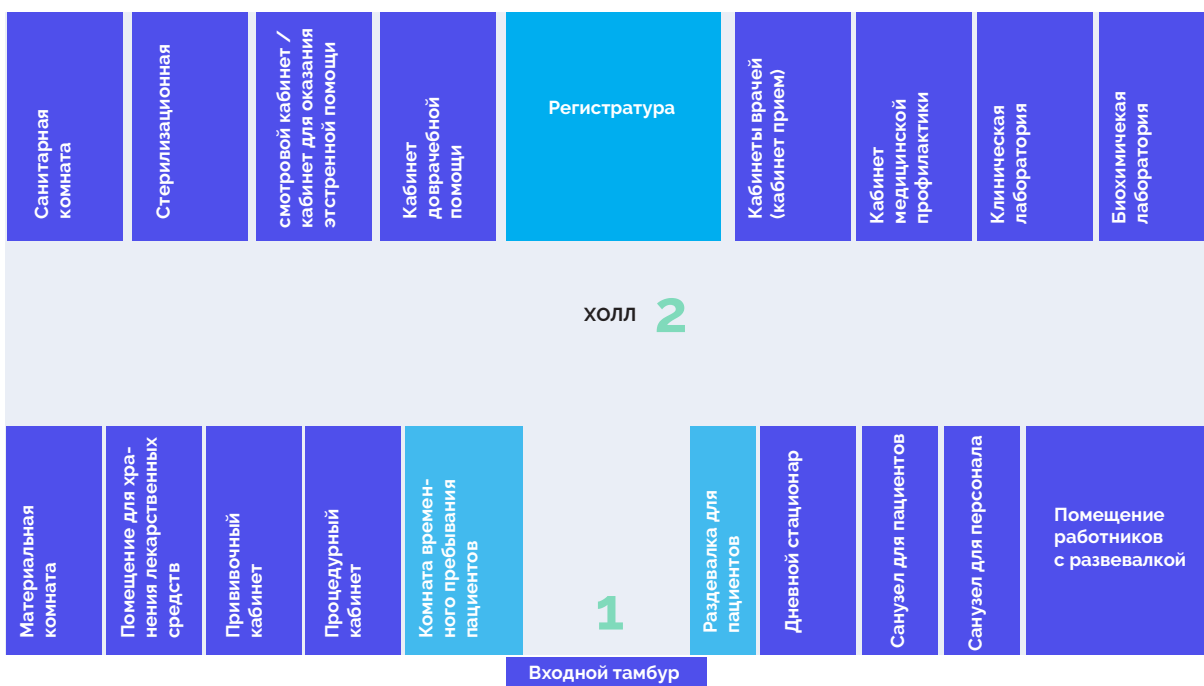 Санитарная
комната
Стерилизационная
смотровой кабинет /
кабинет для оказания
этстренной помощи
Кабинет
доврачебной
помощи
Регистратура
Кабинеты врачей
(кабинет прием)
Кабинет
медицинской
профилактики
Клиническая
лаборатория
Биохимичекая
лаборатория
ХОЛЛ 2
Материальная
комната
Помещение для хра-
нения лекарственных
средств
Прививочный
кабинет
Процедурный
кабинет
Комната времен-
ного пребывания
пациентов
1
Раздевалка для
пациентов
Дневной стационар
Санузел для пациентов
Санузел для персонала
Помещение
работников
с развевалкой
Входной тамбур